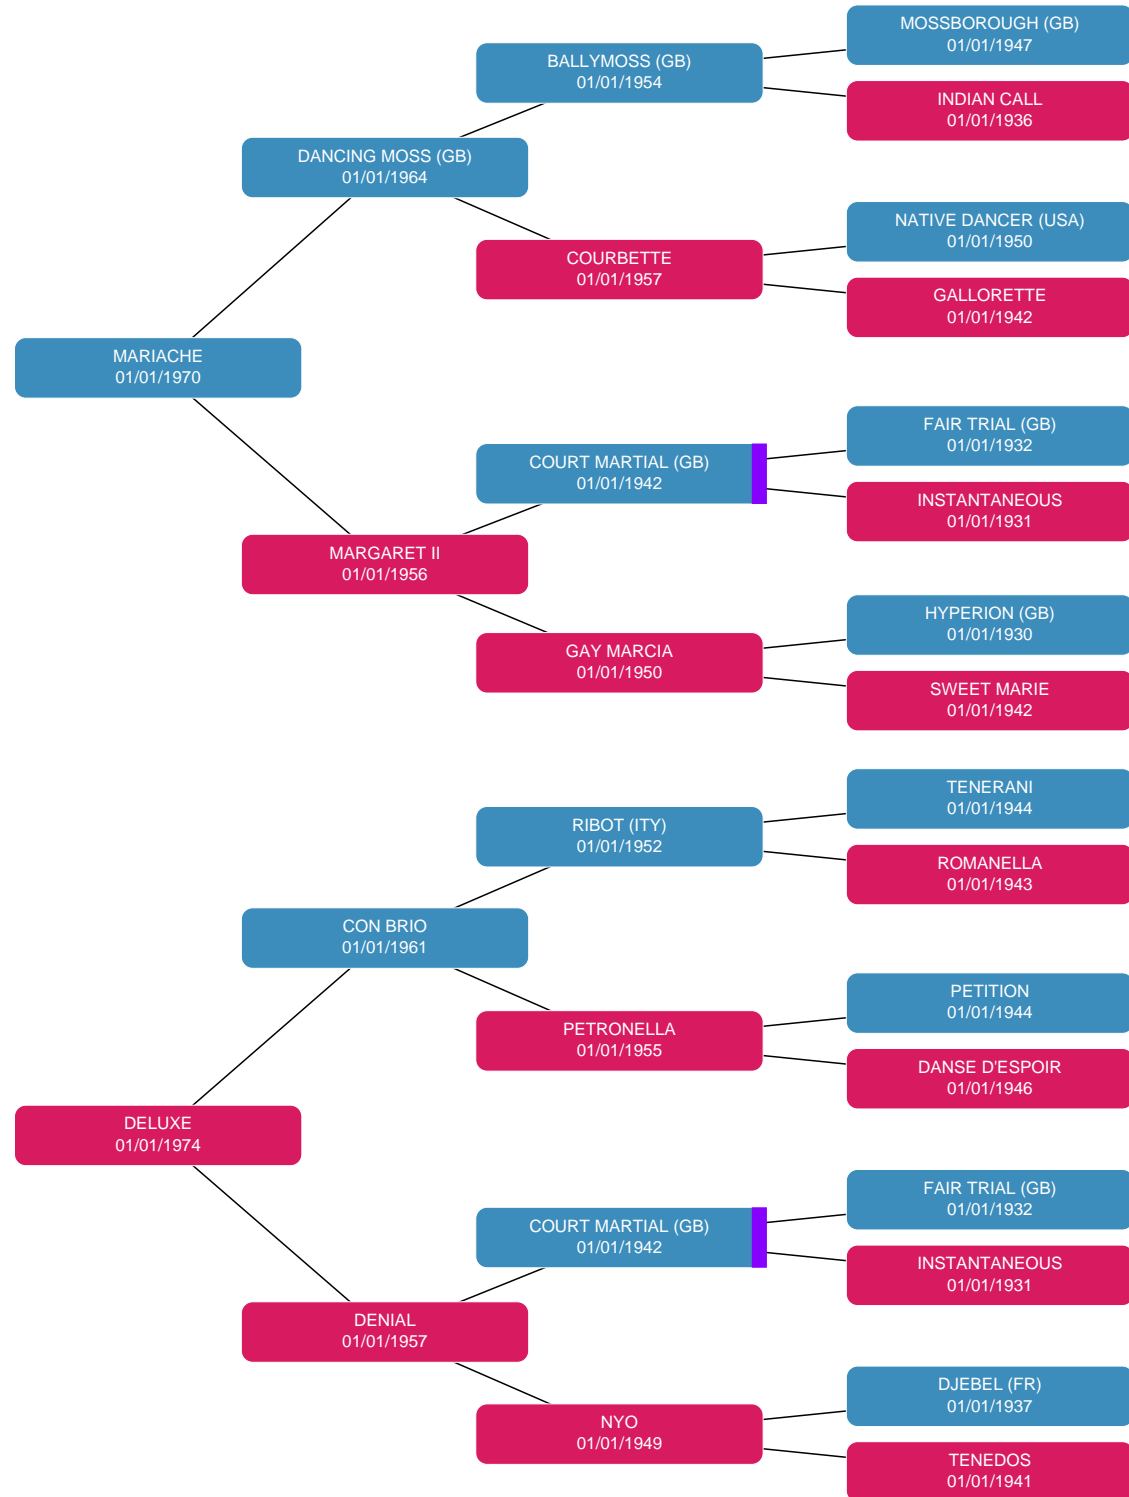 MOSSBOROUGH (GB)
01/01/1947
BALLYMOSS (GB)
01/01/1954
INDIAN CALL
01/01/1936
DANCING MOSS (GB)
01/01/1964
NATIVE DANCER (USA)
01/01/1950
COURBETTE
01/01/1957
GALLORETTE
01/01/1942
MARIACHE
01/01/1970
FAIR TRIAL (GB)
01/01/1932
COURT MARTIAL (GB)
01/01/1942
INSTANTANEOUS
01/01/1931
MARGARET II
01/01/1956
HYPERION (GB)
01/01/1930
GAY MARCIA
01/01/1950
SWEET MARIE
01/01/1942
TENERANI
01/01/1944
RIBOT (ITY)
01/01/1952
ROMANELLA
01/01/1943
CON BRIO
01/01/1961
PETITION
01/01/1944
PETRONELLA
01/01/1955
DANSE D'ESPOIR
01/01/1946
DELUXE
01/01/1974
FAIR TRIAL (GB)
01/01/1932
COURT MARTIAL (GB)
01/01/1942
INSTANTANEOUS
01/01/1931
DENIAL
01/01/1957
DJEBEL (FR)
01/01/1937
NYO
01/01/1949
TENEDOS
01/01/1941